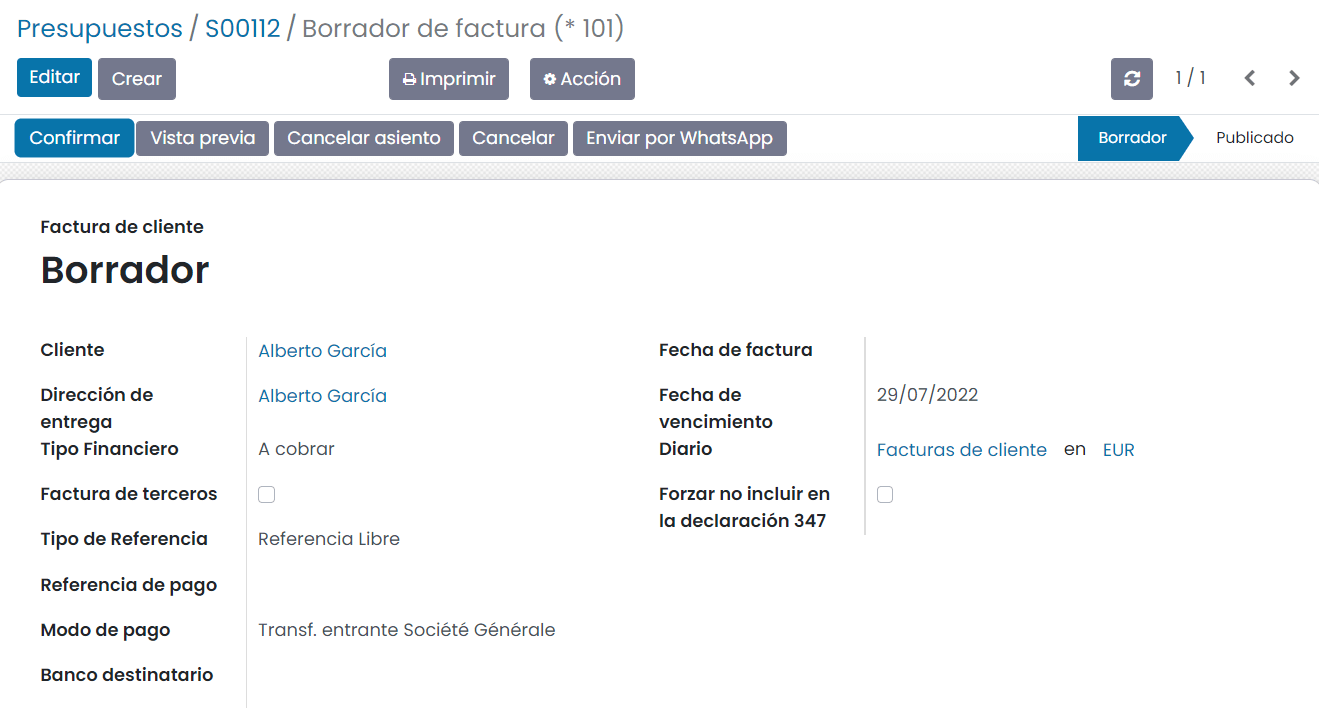 Presupuestos / S00112 / Borrador de factura (* 101)
Editar Crear Imprimir Acción 1 / 1
Confirmar Vista previa Cancelar asiento Cancelar Enviar por WhatsApp Borrador Publicado
Factura de cliente
Borrador
Cliente Alberto García Fecha de factura
Dirección de entrega Alberto García Fecha de vencimiento 29/07/2022
Tipo Financiero A cobrar Diario Facturas de cliente en EUR
Factura de terceros Forzar no incluir en la declaración 347
Tipo de Referencia Referencia Libre
Referencia de pago
Modo de pago Transf. entrante Société Générale
Banco destinatario